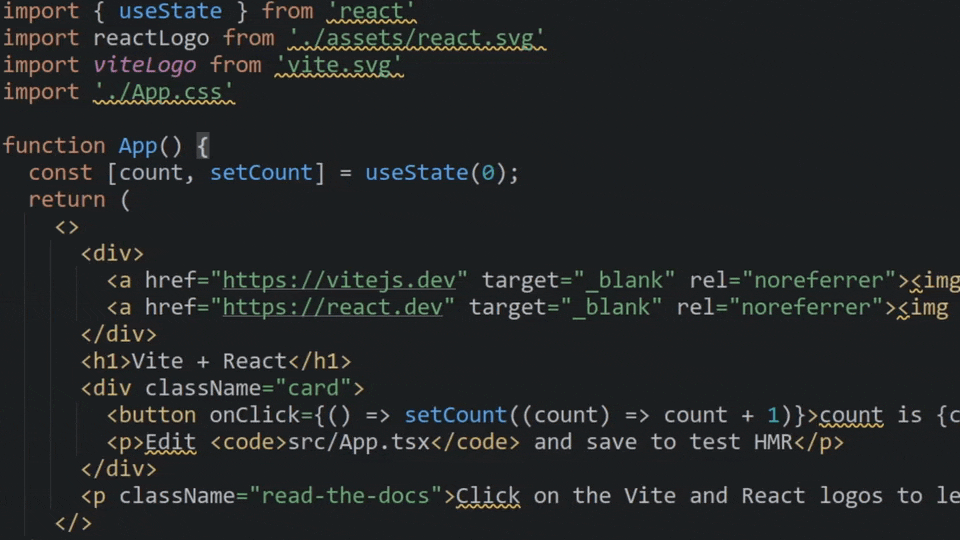 import { useState } from 'react'
import reactLogo from './assets/react.svg'
import viteLogo from 'vite.svg'
import './App.css'
function App() {
const [count, setCount] = useState(0);
return (
<>
<div>
<a href="https://vitejs.dev" target="_blank" rel="noreferrer"><img
<a href="https://react.dev" target="_blank" rel="noreferrer"><img
</div>
<h1>Vite + React</h1>
<div className="card">
<button onClick={() => setCount((count) => count + 1)}>count is {c
<p>Edit <code>src/App.tsx</code> and save to test HMR</p>
</div>
<p className="read-the-docs">Click on the Vite and React logos to le
</>